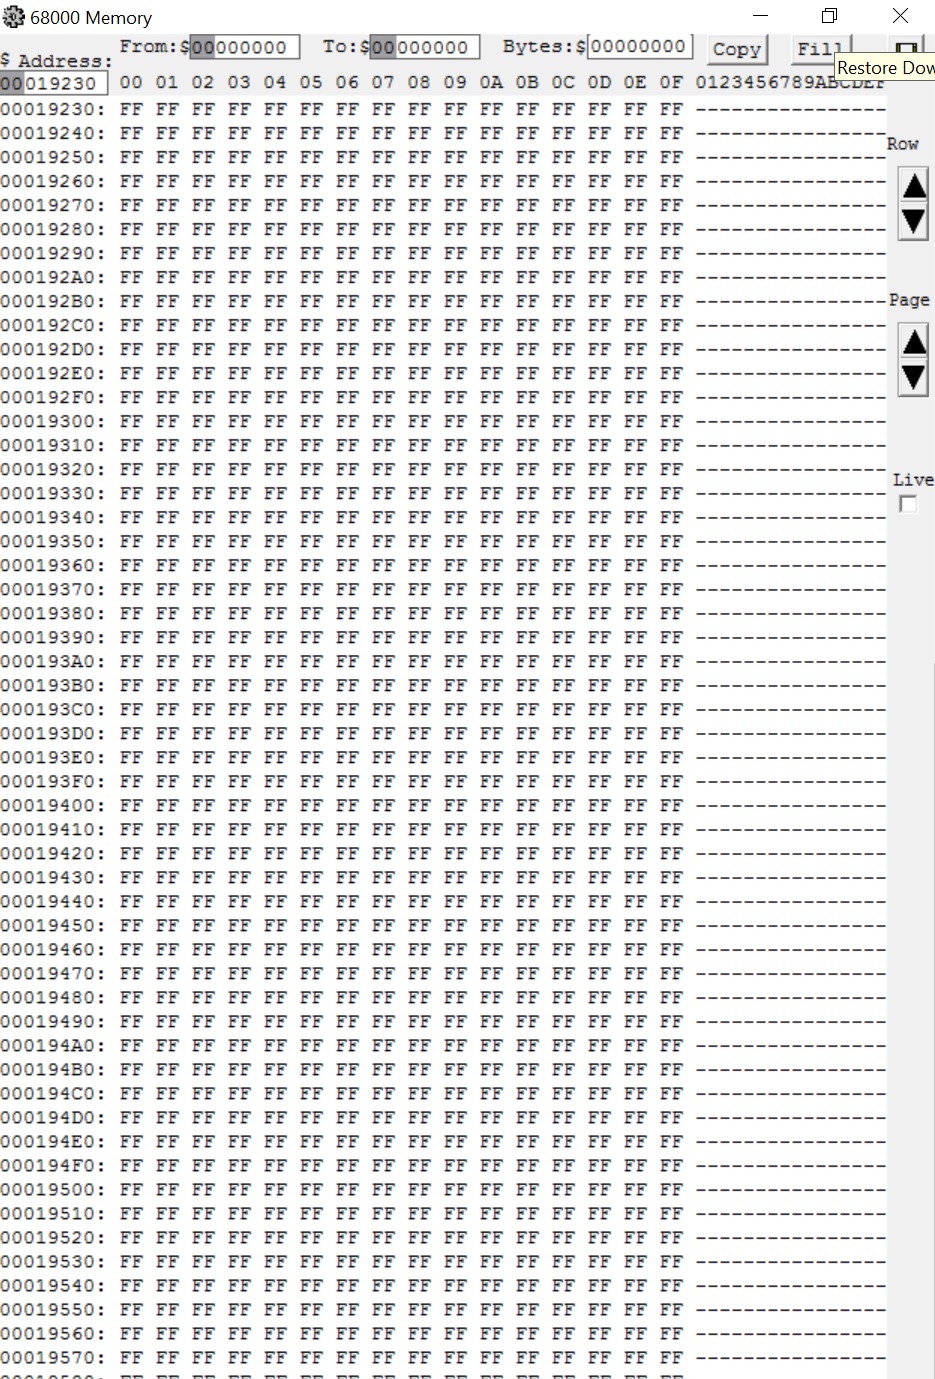 68000 Memory
From:$ 00000000 To:$ 00000000 Bytes:$ 00000000 Copy Fill
$ Address:
Restore Dow
00019230 00 01 02 03 04 05 06 07 08 09 0A 0B 0C 0D 0E 0F 0123456789ABCDEF
00019230: FF FF FF FF FF FF FF FF FF FF FF FF FF FF FF FF ----------------
00019240: FF FF FF FF FF FF FF FF FF FF FF FF FF FF FF FF ----------------
Row
00019250: FF FF FF FF FF FF FF FF FF FF FF FF FF FF FF FF ----------------
00019260: FF FF FF FF FF FF FF FF FF FF FF FF FF FF FF FF ----------------
00019270: FF FF FF FF FF FF FF FF FF FF FF FF FF FF FF FF ----------------
00019280: FF FF FF FF FF FF FF FF FF FF FF FF FF FF FF FF ----------------
00019290: FF FF FF FF FF FF FF FF FF FF FF FF FF FF FF FF ----------------
000192A0: FF FF FF FF FF FF FF FF FF FF FF FF FF FF FF FF ----------------
000192B0: FF FF FF FF FF FF FF FF FF FF FF FF FF FF FF FF ----------------
Page
000192C0: FF FF FF FF FF FF FF FF FF FF FF FF FF FF FF FF ----------------
000192D0: FF FF FF FF FF FF FF FF FF FF FF FF FF FF FF FF ----------------
000192E0: FF FF FF FF FF FF FF FF FF FF FF FF FF FF FF FF ----------------
000192F0: FF FF FF FF FF FF FF FF FF FF FF FF FF FF FF FF ----------------
00019300: FF FF FF FF FF FF FF FF FF FF FF FF FF FF FF FF ----------------
00019310: FF FF FF FF FF FF FF FF FF FF FF FF FF FF FF FF ----------------
00019320: FF FF FF FF FF FF FF FF FF FF FF FF FF FF FF FF ----------------
Live
00019330: FF FF FF FF FF FF FF FF FF FF FF FF FF FF FF FF ----------------
00019340: FF FF FF FF FF FF FF FF FF FF FF FF FF FF FF FF ----------------
00019350: FF FF FF FF FF FF FF FF FF FF FF FF FF FF FF FF ----------------
00019360: FF FF FF FF FF FF FF FF FF FF FF FF FF FF FF FF ----------------
00019370: FF FF FF FF FF FF FF FF FF FF FF FF FF FF FF FF ----------------
00019380: FF FF FF FF FF FF FF FF FF FF FF FF FF FF FF FF ----------------
00019390: FF FF FF FF FF FF FF FF FF FF FF FF FF FF FF FF ----------------
000193A0: FF FF FF FF FF FF FF FF FF FF FF FF FF FF FF FF ----------------
000193B0: FF FF FF FF FF FF FF FF FF FF FF FF FF FF FF FF ----------------
000193C0: FF FF FF FF FF FF FF FF FF FF FF FF FF FF FF FF ----------------
000193D0: FF FF FF FF FF FF FF FF FF FF FF FF FF FF FF FF ----------------
000193E0: FF FF FF FF FF FF FF FF FF FF FF FF FF FF FF FF ----------------
000193F0: FF FF FF FF FF FF FF FF FF FF FF FF FF FF FF FF ----------------
00019400: FF FF FF FF FF FF FF FF FF FF FF FF FF FF FF FF ----------------
00019410: FF FF FF FF FF FF FF FF FF FF FF FF FF FF FF FF ----------------
00019420: FF FF FF FF FF FF FF FF FF FF FF FF FF FF FF FF ----------------
00019430: FF FF FF FF FF FF FF FF FF FF FF FF FF FF FF FF ----------------
00019440: FF FF FF FF FF FF FF FF FF FF FF FF FF FF FF FF ----------------
00019450: FF FF FF FF FF FF FF FF FF FF FF FF FF FF FF FF ----------------
00019460: FF FF FF FF FF FF FF FF FF FF FF FF FF FF FF FF ----------------
00019470: FF FF FF FF FF FF FF FF FF FF FF FF FF FF FF FF ----------------
00019480: FF FF FF FF FF FF FF FF FF FF FF FF FF FF FF FF ----------------
00019490: FF FF FF FF FF FF FF FF FF FF FF FF FF FF FF FF ----------------
000194A0: FF FF FF FF FF FF FF FF FF FF FF FF FF FF FF FF ----------------
000194B0: FF FF FF FF FF FF FF FF FF FF FF FF FF FF FF FF ----------------
000194C0: FF FF FF FF FF FF FF FF FF FF FF FF FF FF FF FF ----------------
000194D0: FF FF FF FF FF FF FF FF FF FF FF FF FF FF FF FF ----------------
000194E0: FF FF FF FF FF FF FF FF FF FF FF FF FF FF FF FF ----------------
000194F0: FF FF FF FF FF FF FF FF FF FF FF FF FF FF FF FF ----------------
00019500: FF FF FF FF FF FF FF FF FF FF FF FF FF FF FF FF ----------------
00019510: FF FF FF FF FF FF FF FF FF FF FF FF FF FF FF FF ----------------
00019520: FF FF FF FF FF FF FF FF FF FF FF FF FF FF FF FF ----------------
00019530: FF FF FF FF FF FF FF FF FF FF FF FF FF FF FF FF ----------------
00019540: FF FF FF FF FF FF FF FF FF FF FF FF FF FF FF FF ----------------
00019550: FF FF FF FF FF FF FF FF FF FF FF FF FF FF FF FF ----------------
00019560: FF FF FF FF FF FF FF FF FF FF FF FF FF FF FF FF ----------------
00019570: FF FF FF FF FF FF FF FF FF FF FF FF FF FF FF FF ----------------